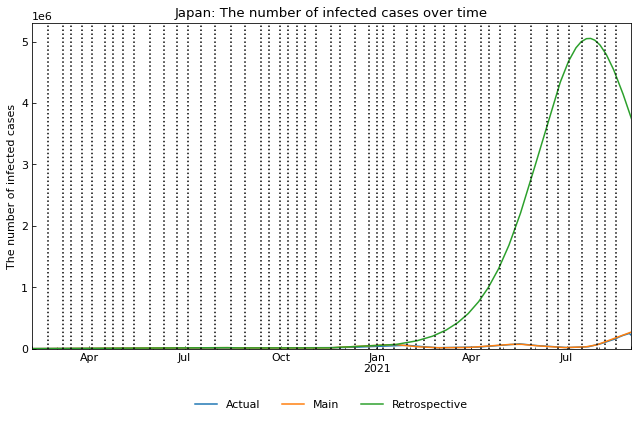 Japan: The number of infected cases over time
1e6
The number of infected cases
5
4
3
2
1
0
Apr
Jul
Oct
Jan
2021
Apr
Jul
Actual
Main
Retrospective